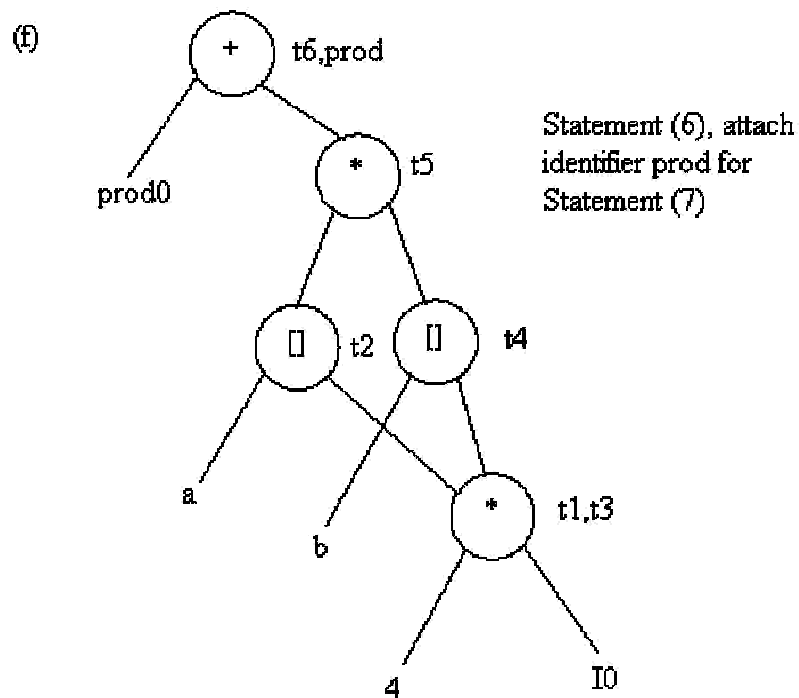 (f)
+
t6,prod
Statement (6), attach
identifier prod for
Statement (7)
*
t5
prod0
[]
t2
[]
t4
a
b
*
t1,t3
4
I0